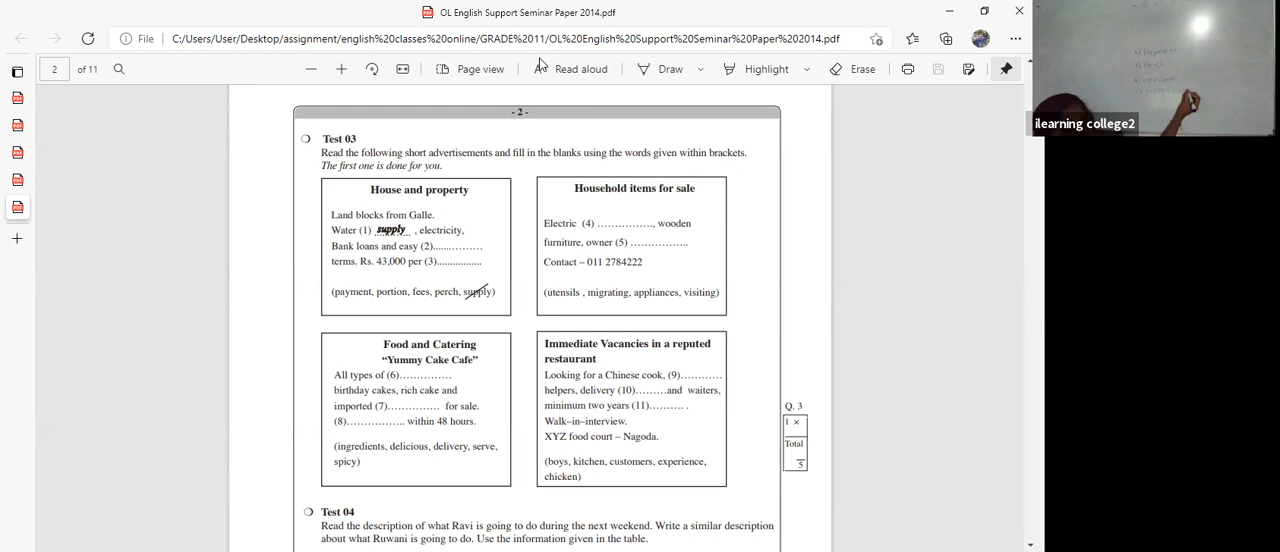 OL English Support Seminar Paper 2014.pdf
File C:/Users/User/Desktop/assignment/english%20classes%20online/GRADE%2011/OL%20English%20Support%20Seminar%20Paper%202014.pdf
2 of 11 Page view Read aloud Draw Highlight Erase
ilearning college2
- 2 -
Test 03
Read the following short advertisements and fill in the blanks using the words given within brackets.
The first one is done for you.
House and property
Land blocks from Galle.
Water (1) supply , electricity,
Bank loans and easy (2)................
terms. Rs. 43,000 per (3).................
(payment, portion, fees, perch, supply)
Household items for sale
Electric (4) ……………., wooden
furniture, owner (5) ……………..
Contact – 011 2784222
(utensils , migrating, appliances, visiting)
Food and Catering
“Yummy Cake Cafe”
All types of (6)……………
birthday cakes, rich cake and
imported (7)…………… for sale.
(8)…………….. within 48 hours.
(ingredients, delicious, delivery, serve,
spicy)
Immediate Vacancies in a reputed
restaurant
Looking for a Chinese cook, (9)…………
helpers, delivery (10)………and waiters,
minimum two years (11)………. .
Walk–in–interview.
XYZ food court – Nagoda.
(boys, kitchen, customers, experience,
chicken)
Q. 3
1 ×
Total
5
Test 04
Read the description of what Ravi is going to do during the next weekend. Write a similar description
about what Ruwani is going to do. Use the information given in the table.